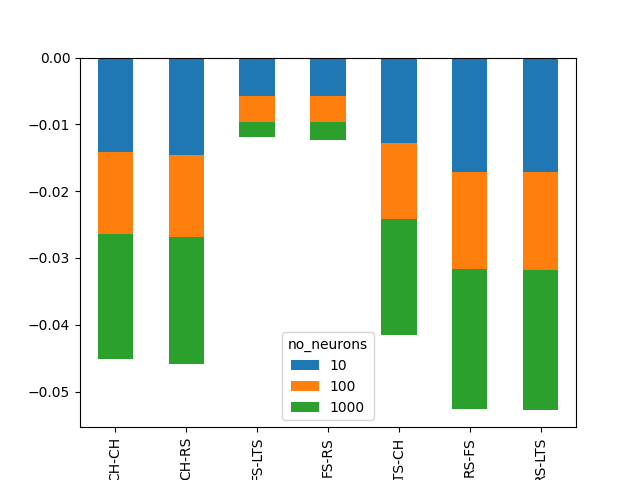 0.00
−0.01
−0.02
−0.03
−0.04
−0.05
no_neurons
10
100
1000
CH-CH
CH-RS
FS-LTS
FS-RS
TS-CH
RS-FS
RS-LTS